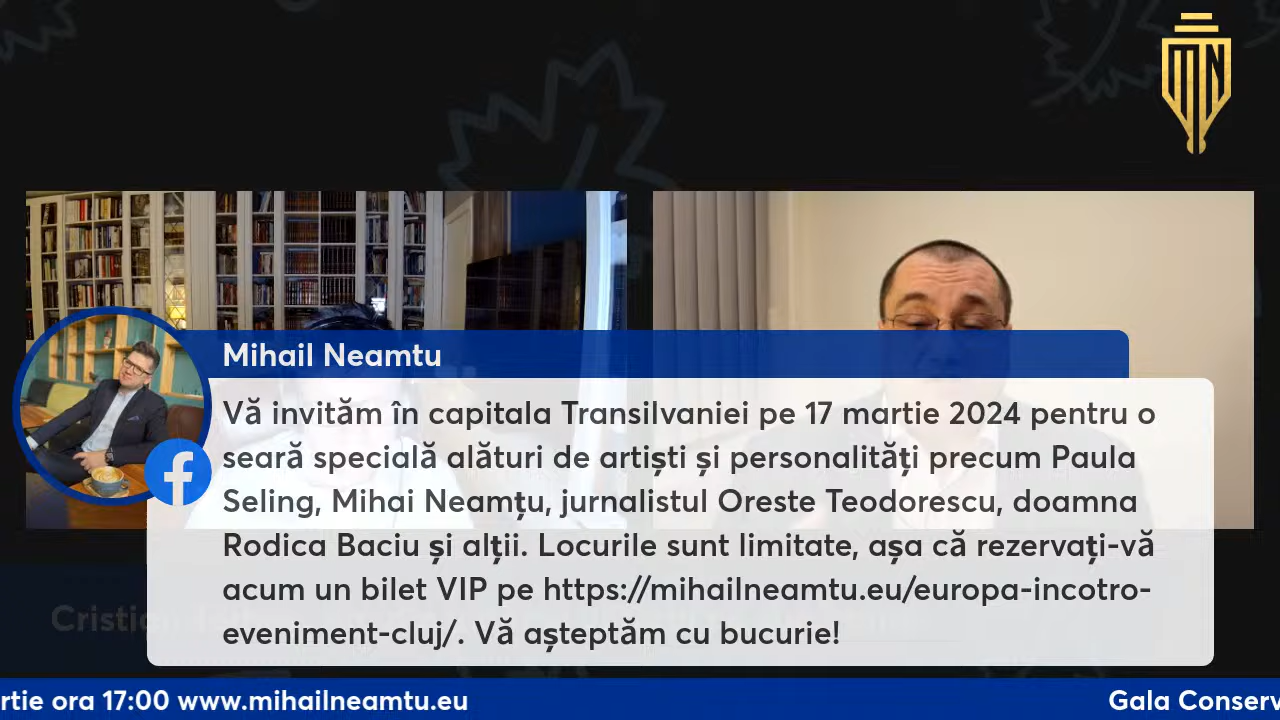 Mihail Neamtu
Vă invităm în capitala Transilvaniei pe 17 martie 2024 pentru o
seară specială alături de artiști și personalități precum Paula
Seling, Mihai Neamțu, jurnalistul Oreste Teodorescu, doamna
Rodica Baciu și alții. Locurile sunt limitate, așa că rezervați-vă
acum un bilet VIP pe https://mihailneamtu.eu/europa-incotro-
eveniment-cluj/. Vă așteptăm cu bucurie!
rtie ora 17:00 www.mihailneamtu.eu Gala Conserv